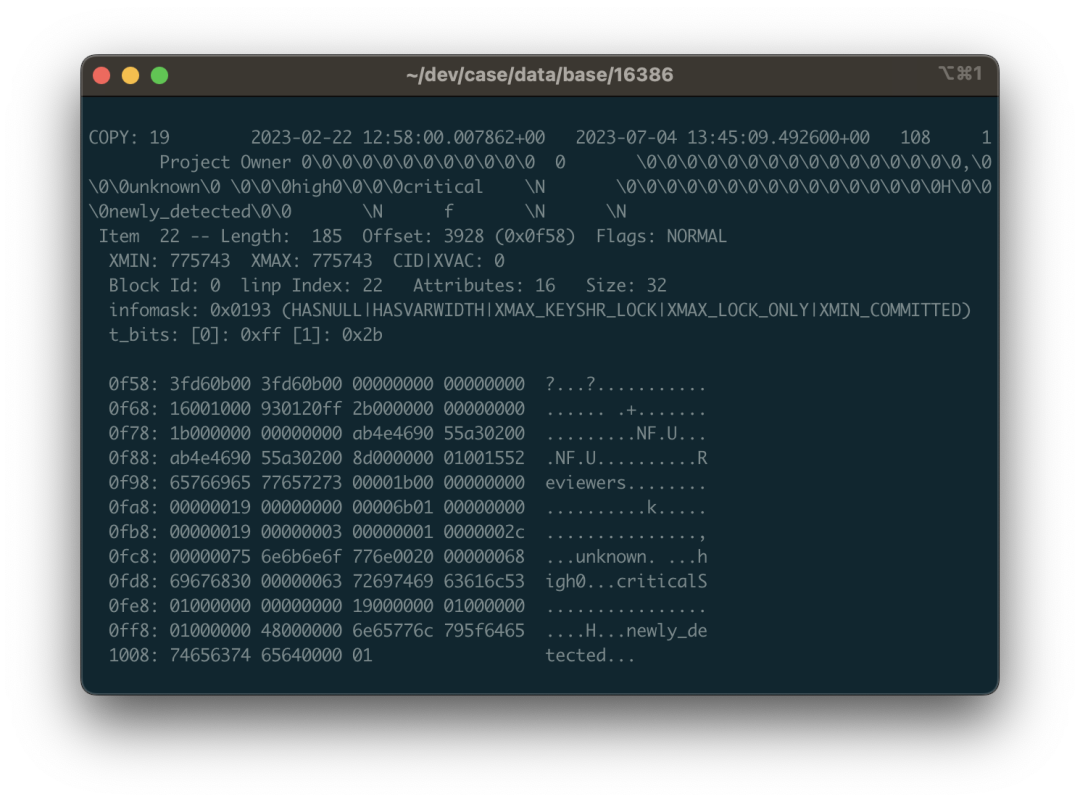 ~/dev/case/data/base/16386
⌥⌘1
COPY: 19        2023-02-22 12:58:00.007862+00   2023-07-04 13:45:09.492600+00   108     1
       Project Owner 0\0\0\0\0\0\0\0\0\0\0\0  0       \0\0\0\0\0\0\0\0\0\0\0\0\0\0\0\0,\0
\0\0unknown\0 \0\0\0high0\0\0\0critical    \N       \0\0\0\0\0\0\0\0\0\0\0\0\0\0\0\0H\0\0
\0newly_detected\0\0       \N      f       \N      \N
 Item  22 -- Length:  185  Offset: 3928 (0x0f58)  Flags: NORMAL
  XMIN: 775743  XMAX: 775743  CID|XVAC: 0
  Block Id: 0  linp Index: 22   Attributes: 16   Size: 32
  infomask: 0x0193 (HASNULL|HASVARWIDTH|XMAX_KEYSHR_LOCK|XMAX_LOCK_ONLY|XMIN_COMMITTED)
  t_bits: [0]: 0xff [1]: 0x2b
  0f58: 3fd60b00 3fd60b00 00000000 00000000  ?...?...........
  0f68: 16001000 930120ff 2b000000 00000000  ...... .+.......
  0f78: 1b000000 00000000 ab4e4690 55a30200  .........NF.U...
  0f88: ab4e4690 55a30200 8d000000 01001552  .NF.U..........R
  0f98: 65766965 77657273 00001b00 00000000  eviewers........
  0fa8: 00000019 00000000 00006b01 00000000  ..........k.....
  0fb8: 00000019 00000003 00000001 0000002c  ...............,
  0fc8: 00000075 6e6b6e6f 776e0020 00000068  ...unknown. ...h
  0fd8: 69676830 00000063 72697469 63616c53  igh0...criticalS
  0fe8: 01000000 00000000 19000000 01000000  ................
  0ff8: 01000000 48000000 6e65776c 795f6465  ....H...newly_de
  1008: 74656374 65640000 01                 tected...